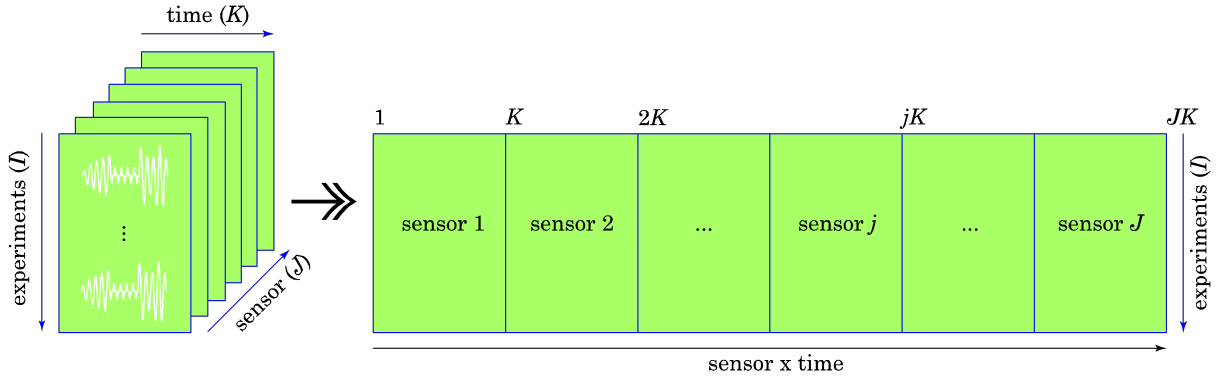 time (K)
experiments (I)
...
sensor (J)
1 K 2K jK JK
sensor 1 sensor 2 ... sensor j ... sensor J
experiments (I)
sensor x time